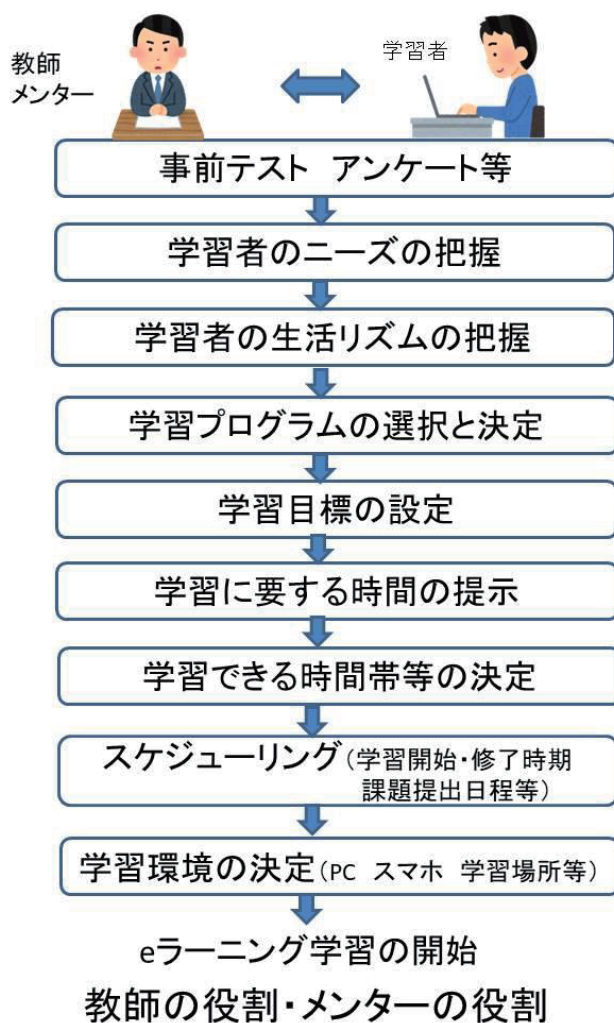 教師
メンター
学習者
事前テスト アンケート等
学習者のニーズの把握
学習者の生活リズムの把握
学習プログラムの選択と決定
学習目標の設定
学習に要する時間の提示
学習できる時間帯等の決定
スケジューリング(学習開始・修了時期
課題提出日程等)
学習環境の決定(PC スマホ 学習場所等)
eラーニング学習の開始
教師の役割・メンターの役割